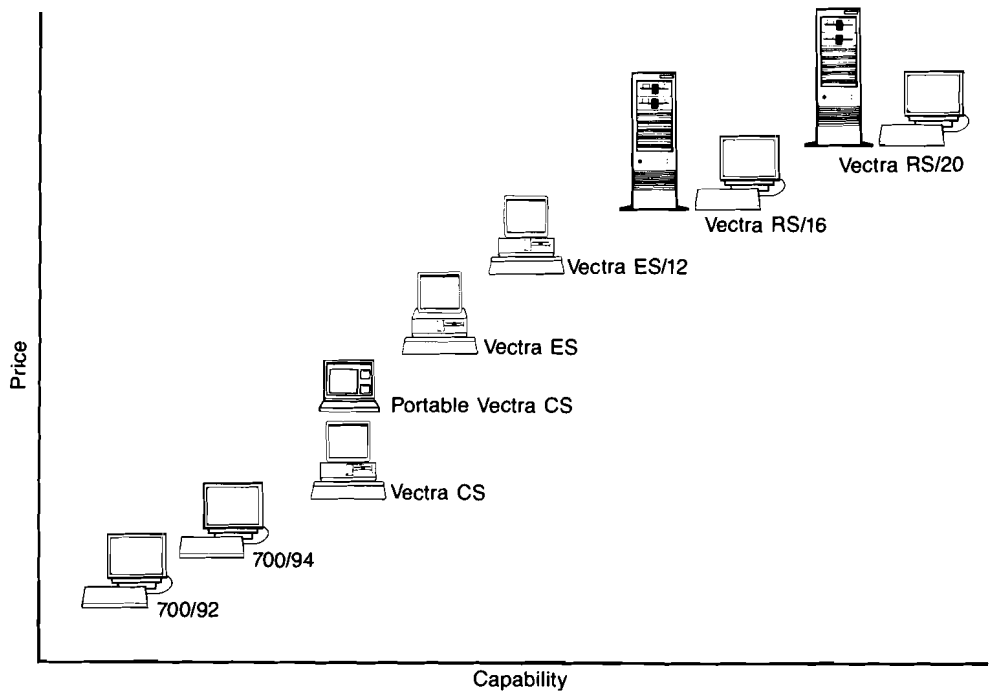 Vectra RS/20
Vectra RS/16
Vectra ES/12
Vectra ES
Price
Portable Vectra CS
Vectra CS
700/94
700/92
Capability